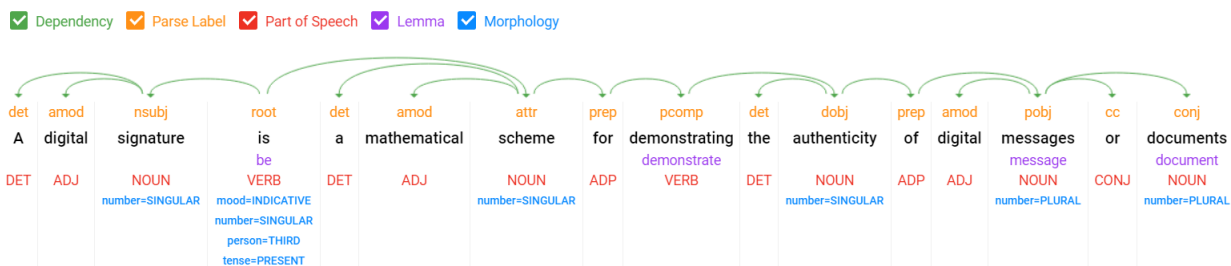 Dependency Parse Label Part of Speech Lemma Morphology
det amod nsubj root det amod attr prep pcomp det dobj prep amod pobj cc conj
A digital signature is a mathematical scheme for demonstrating the authenticity of digital messages or documents
be demonstrate message document
DET ADJ NOUN VERB DET ADJ NOUN ADP VERB DET NOUN ADP ADJ NOUN CONJ NOUN
number=SINGULAR mood=INDICATIVE number=SINGULAR number=SINGULAR number=PLURAL number=PLURAL
number=SINGULAR
person=THIRD
tense=PRESENT